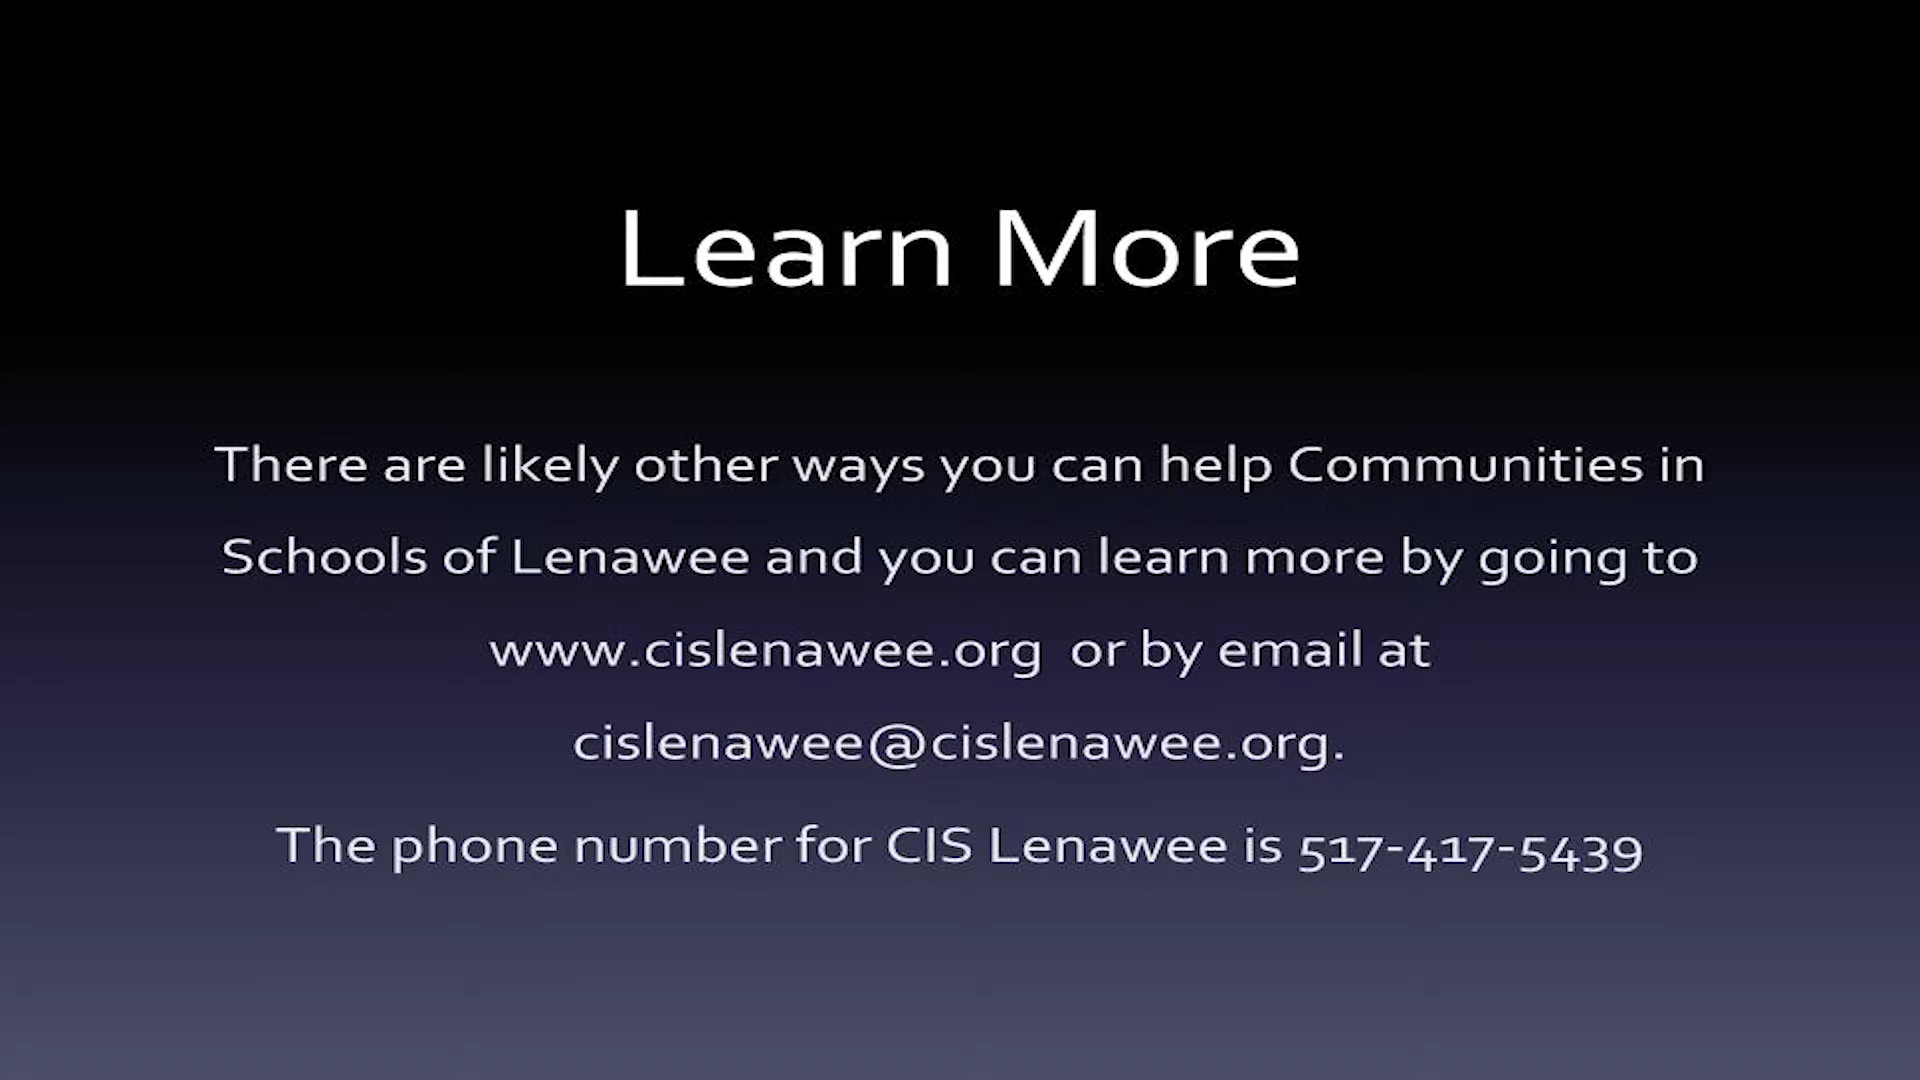 Learn More
There are likely other ways you can help Communities in
Schools of Lenawee and you can learn more by going to
www.cislenawee.org  or by email at
cislenawee@cislenawee.org.
The phone number for CIS Lenawee is 517-417-5439